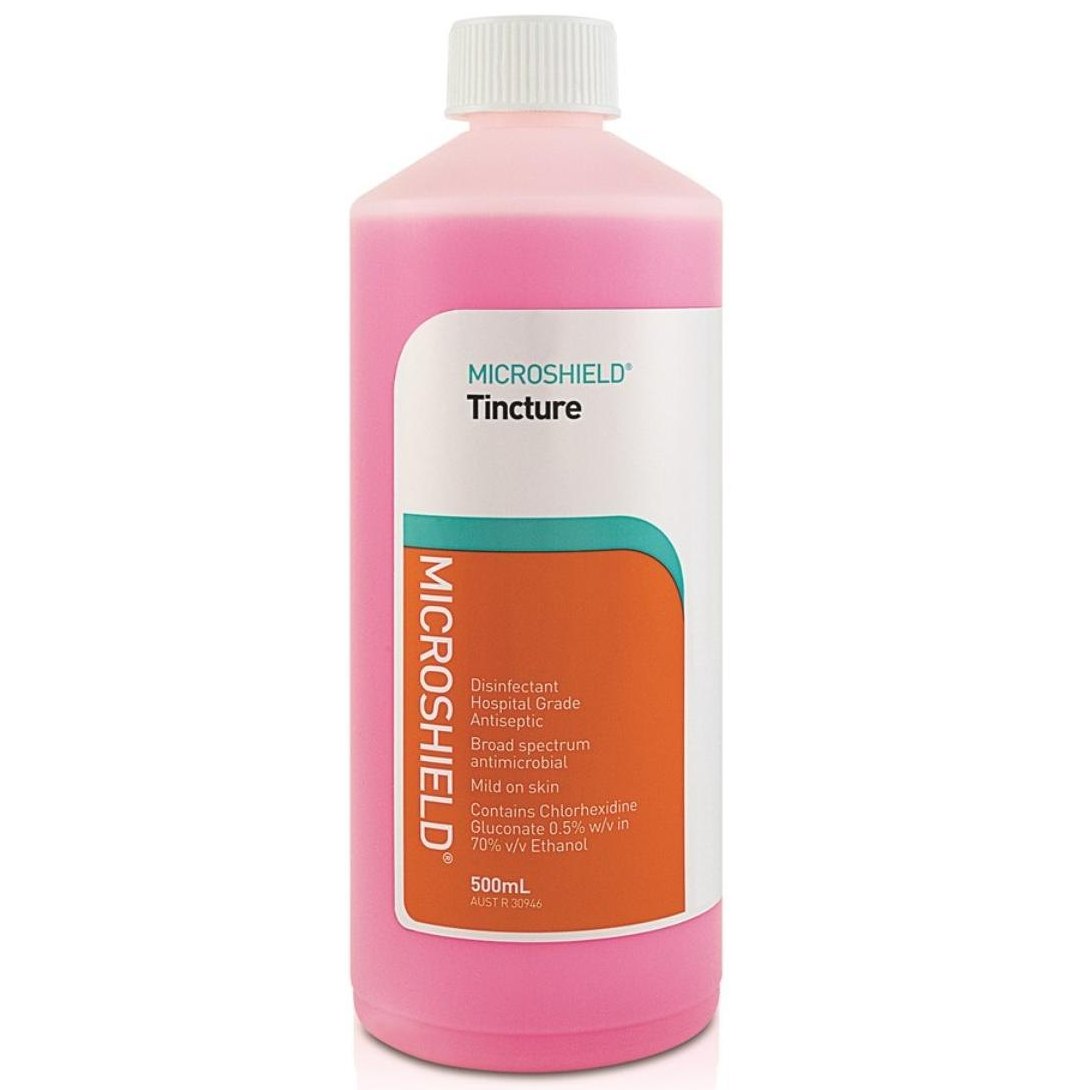 MICROSHIELD®
Tincture
MICROSHIELD®
Disinfectant
Hospital Grade
Antiseptic
Broad spectrum
antimicrobial
Mild on skin
Contains Chlorhexidine
Gluconate 0.5% w/v in
70% v/v Ethanol
500mL
AUST R 30946